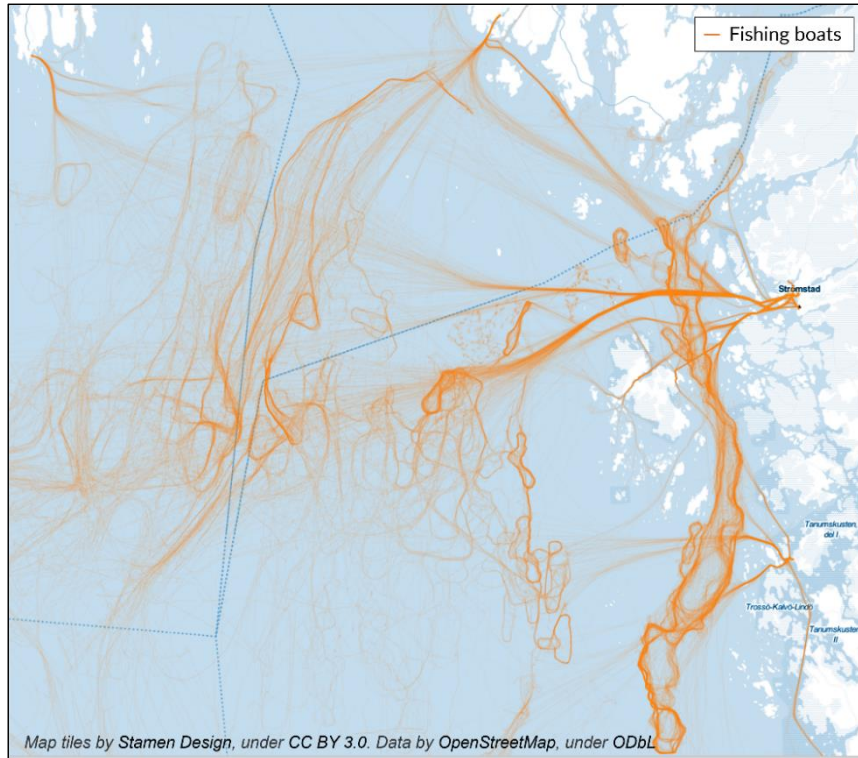 Fishing boats
Strömstad
Tanumskusten,
del I
Trossö-Kalvö-Lindö
Tanumskusten
II
Map tiles by Stamen Design, under CC BY 3.0. Data by OpenStreetMap, under ODbL